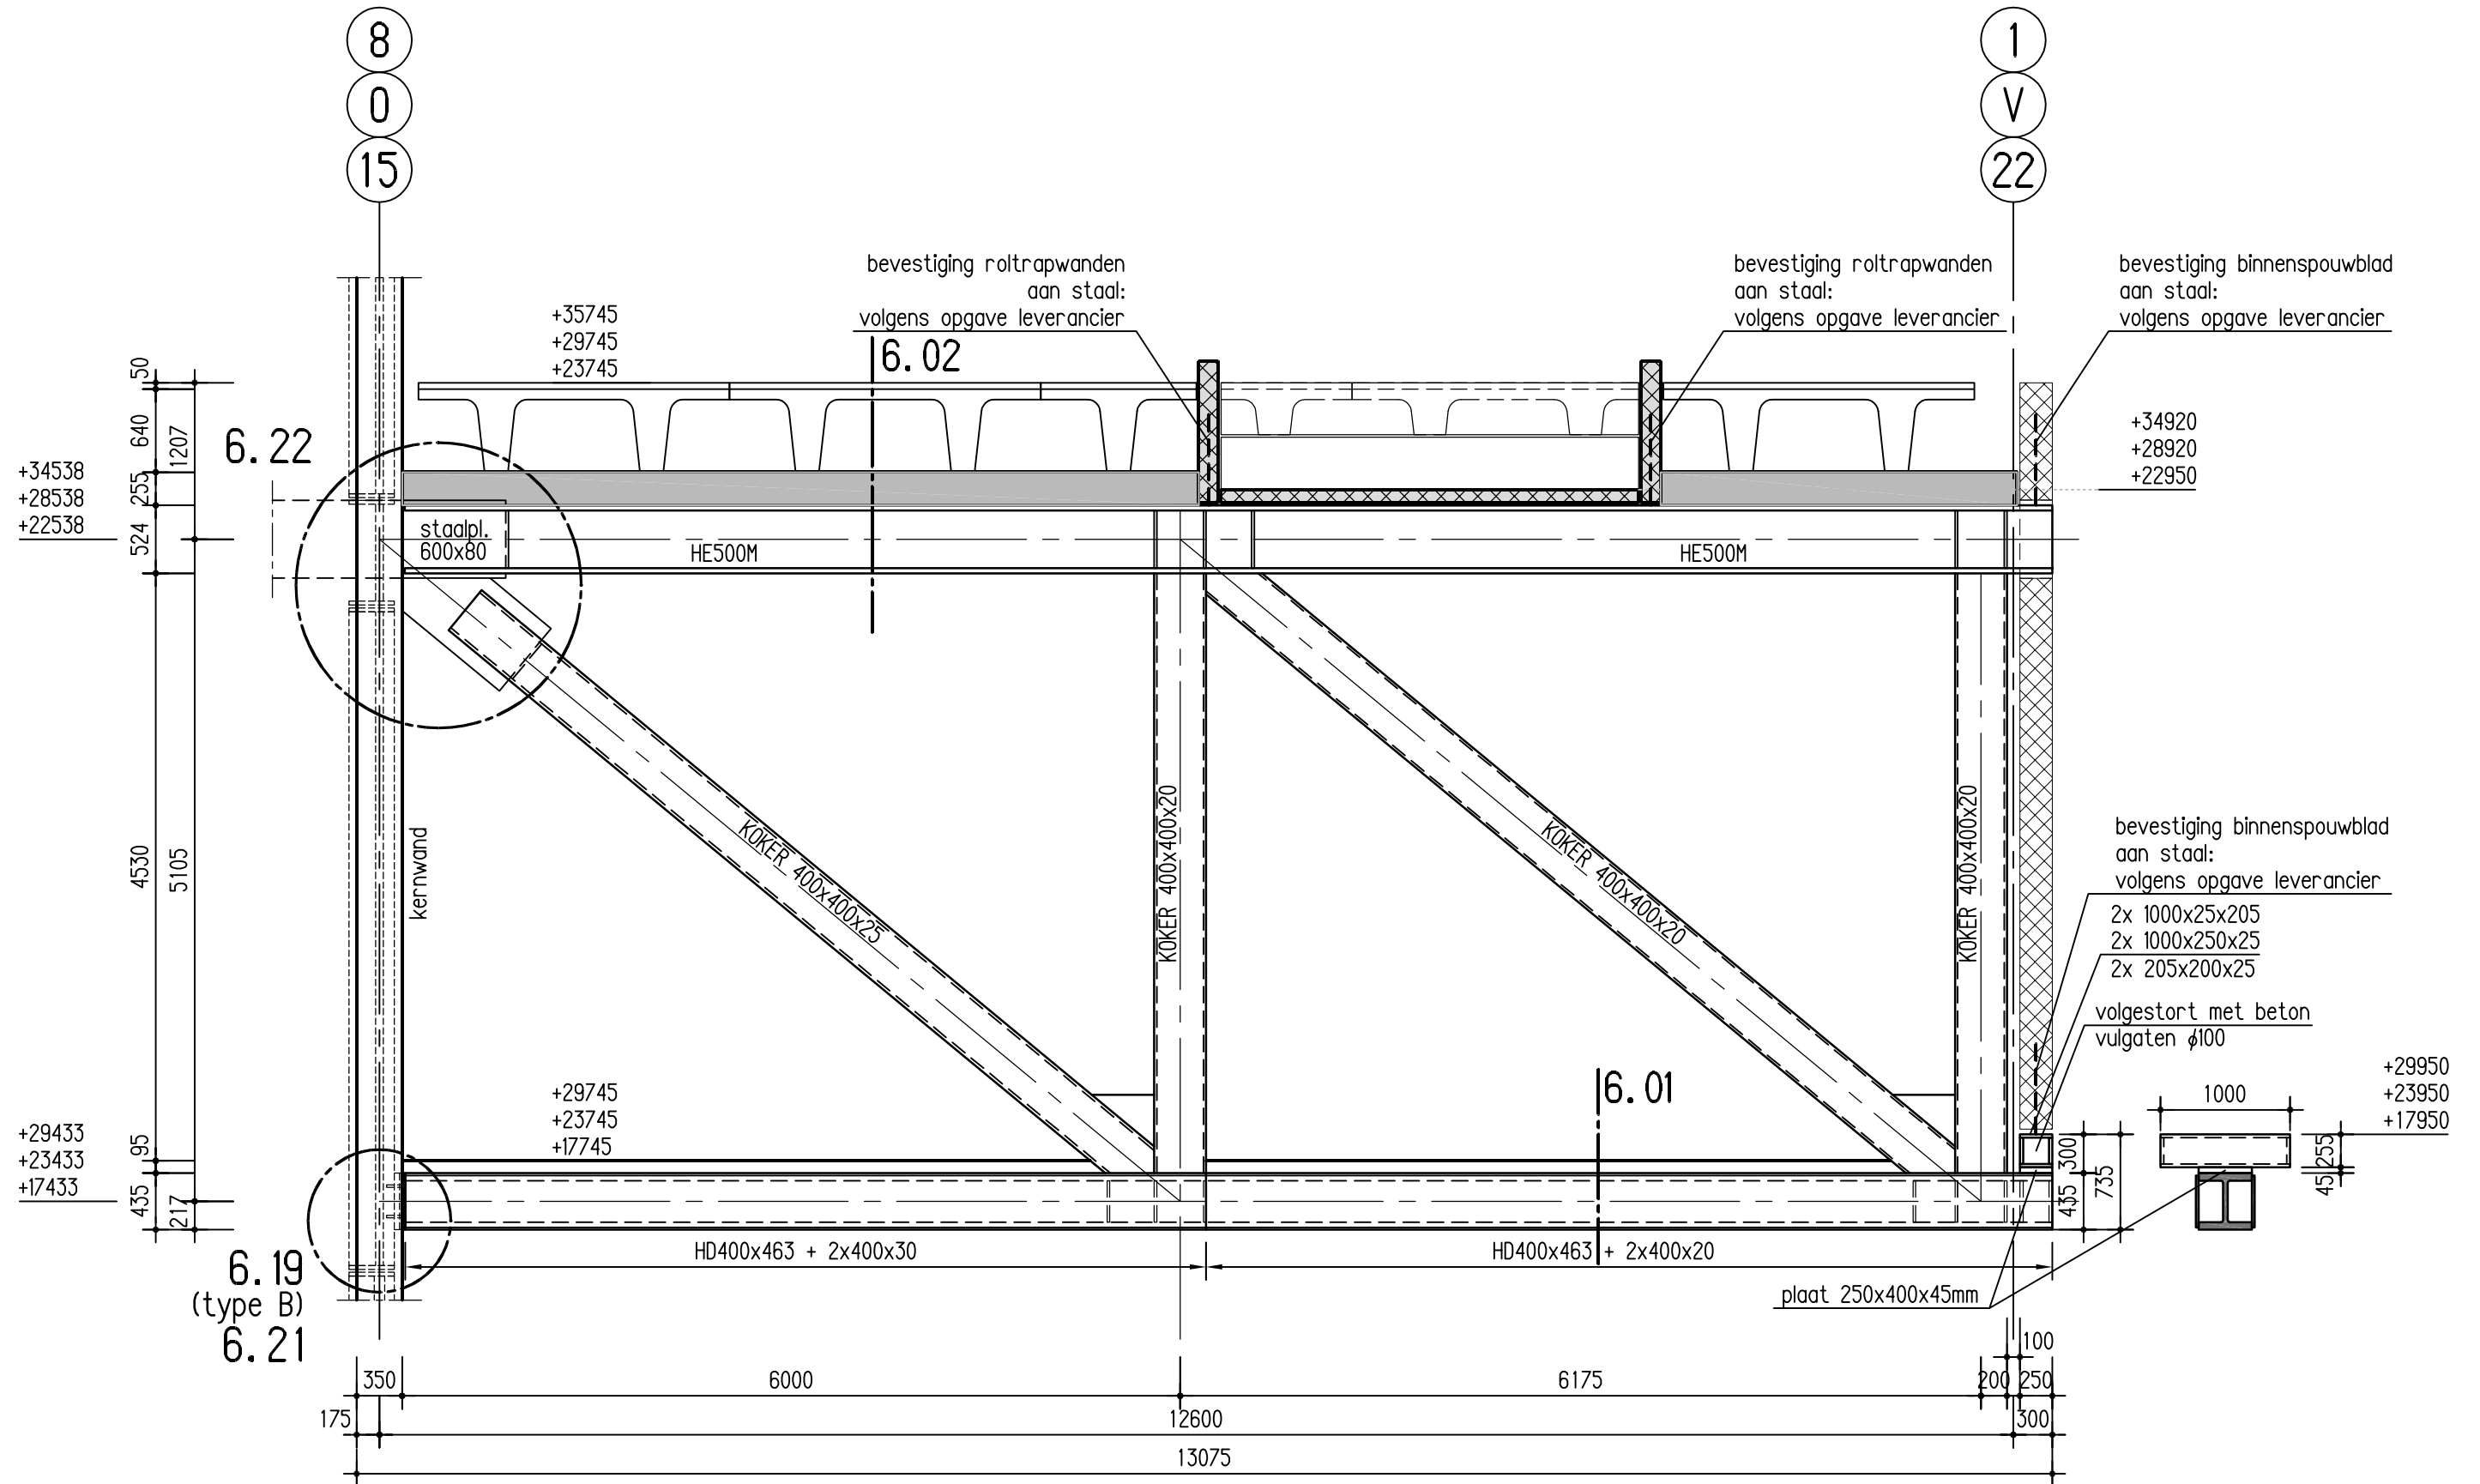 8
0
15
1
V
22
bevestiging roltrapwanden
aan staal:
volgens opgave leverancier
bevestiging roltrapwanden
aan staal:
volgens opgave leverancier
bevestiging binnenspouwblad
aan staal:
volgens opgave leverancier
+35745
+29745
+23745
6.02
50
640
1207
255
524
6.22
+34538
+28538
+22538
+34920
+28920
+22950
staalpl.
600x80
HE500M
HE500M
4530
5105
kernwand
KOKER 400x400x25
KOKER 400x400x20
KOKER 400x400x20
KOKER 400x400x20
bevestiging binnenspouwblad
aan staal:
volgens opgave leverancier
2x 1000x25x205
2x 1000x250x25
2x 205x200x25
volgestort met beton
vulgaten ϕ100
+29950
+23950
+17950
1000
255
45
300
435
735
6.01
+29745
+23745
+17745
+29433
+23433
+17433
95
435
217
HD400x463 + 2x400x30
HD400x463 + 2x400x20
6.19
(type B)
6.21
plaat 250x400x45mm
100
350
6000
6175
200
250
175
12600
300
13075